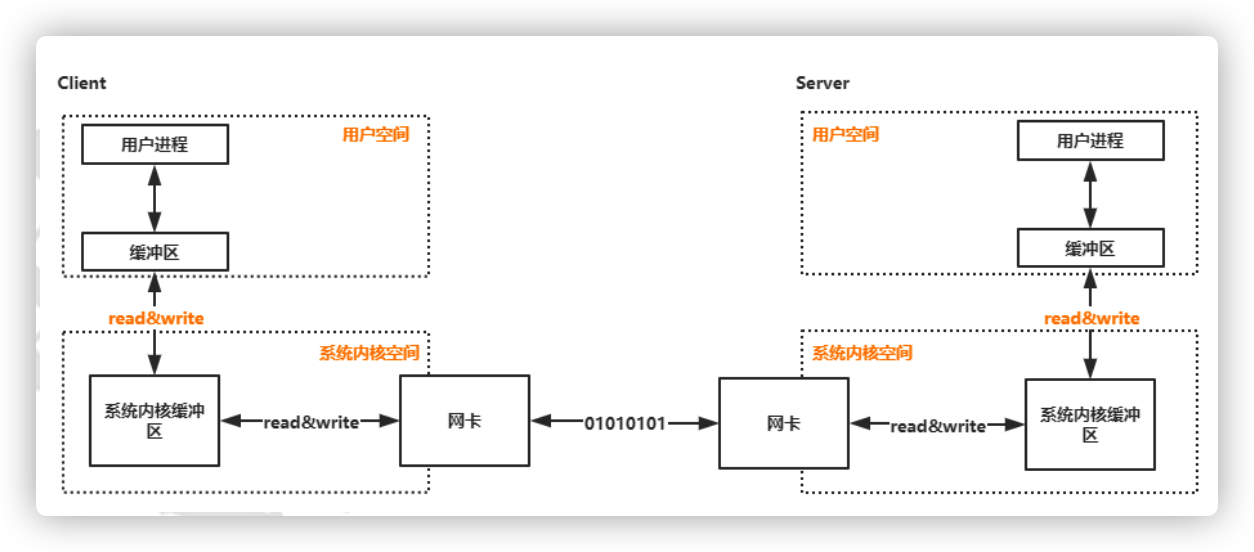 Client
用户空间
用户进程
缓冲区
read&write
系统内核空间
系统内核缓冲
区
read&write
网卡
01010101
Server
用户空间
用户进程
缓冲区
read&write
系统内核空间
网卡
read&write
系统内核缓冲
区